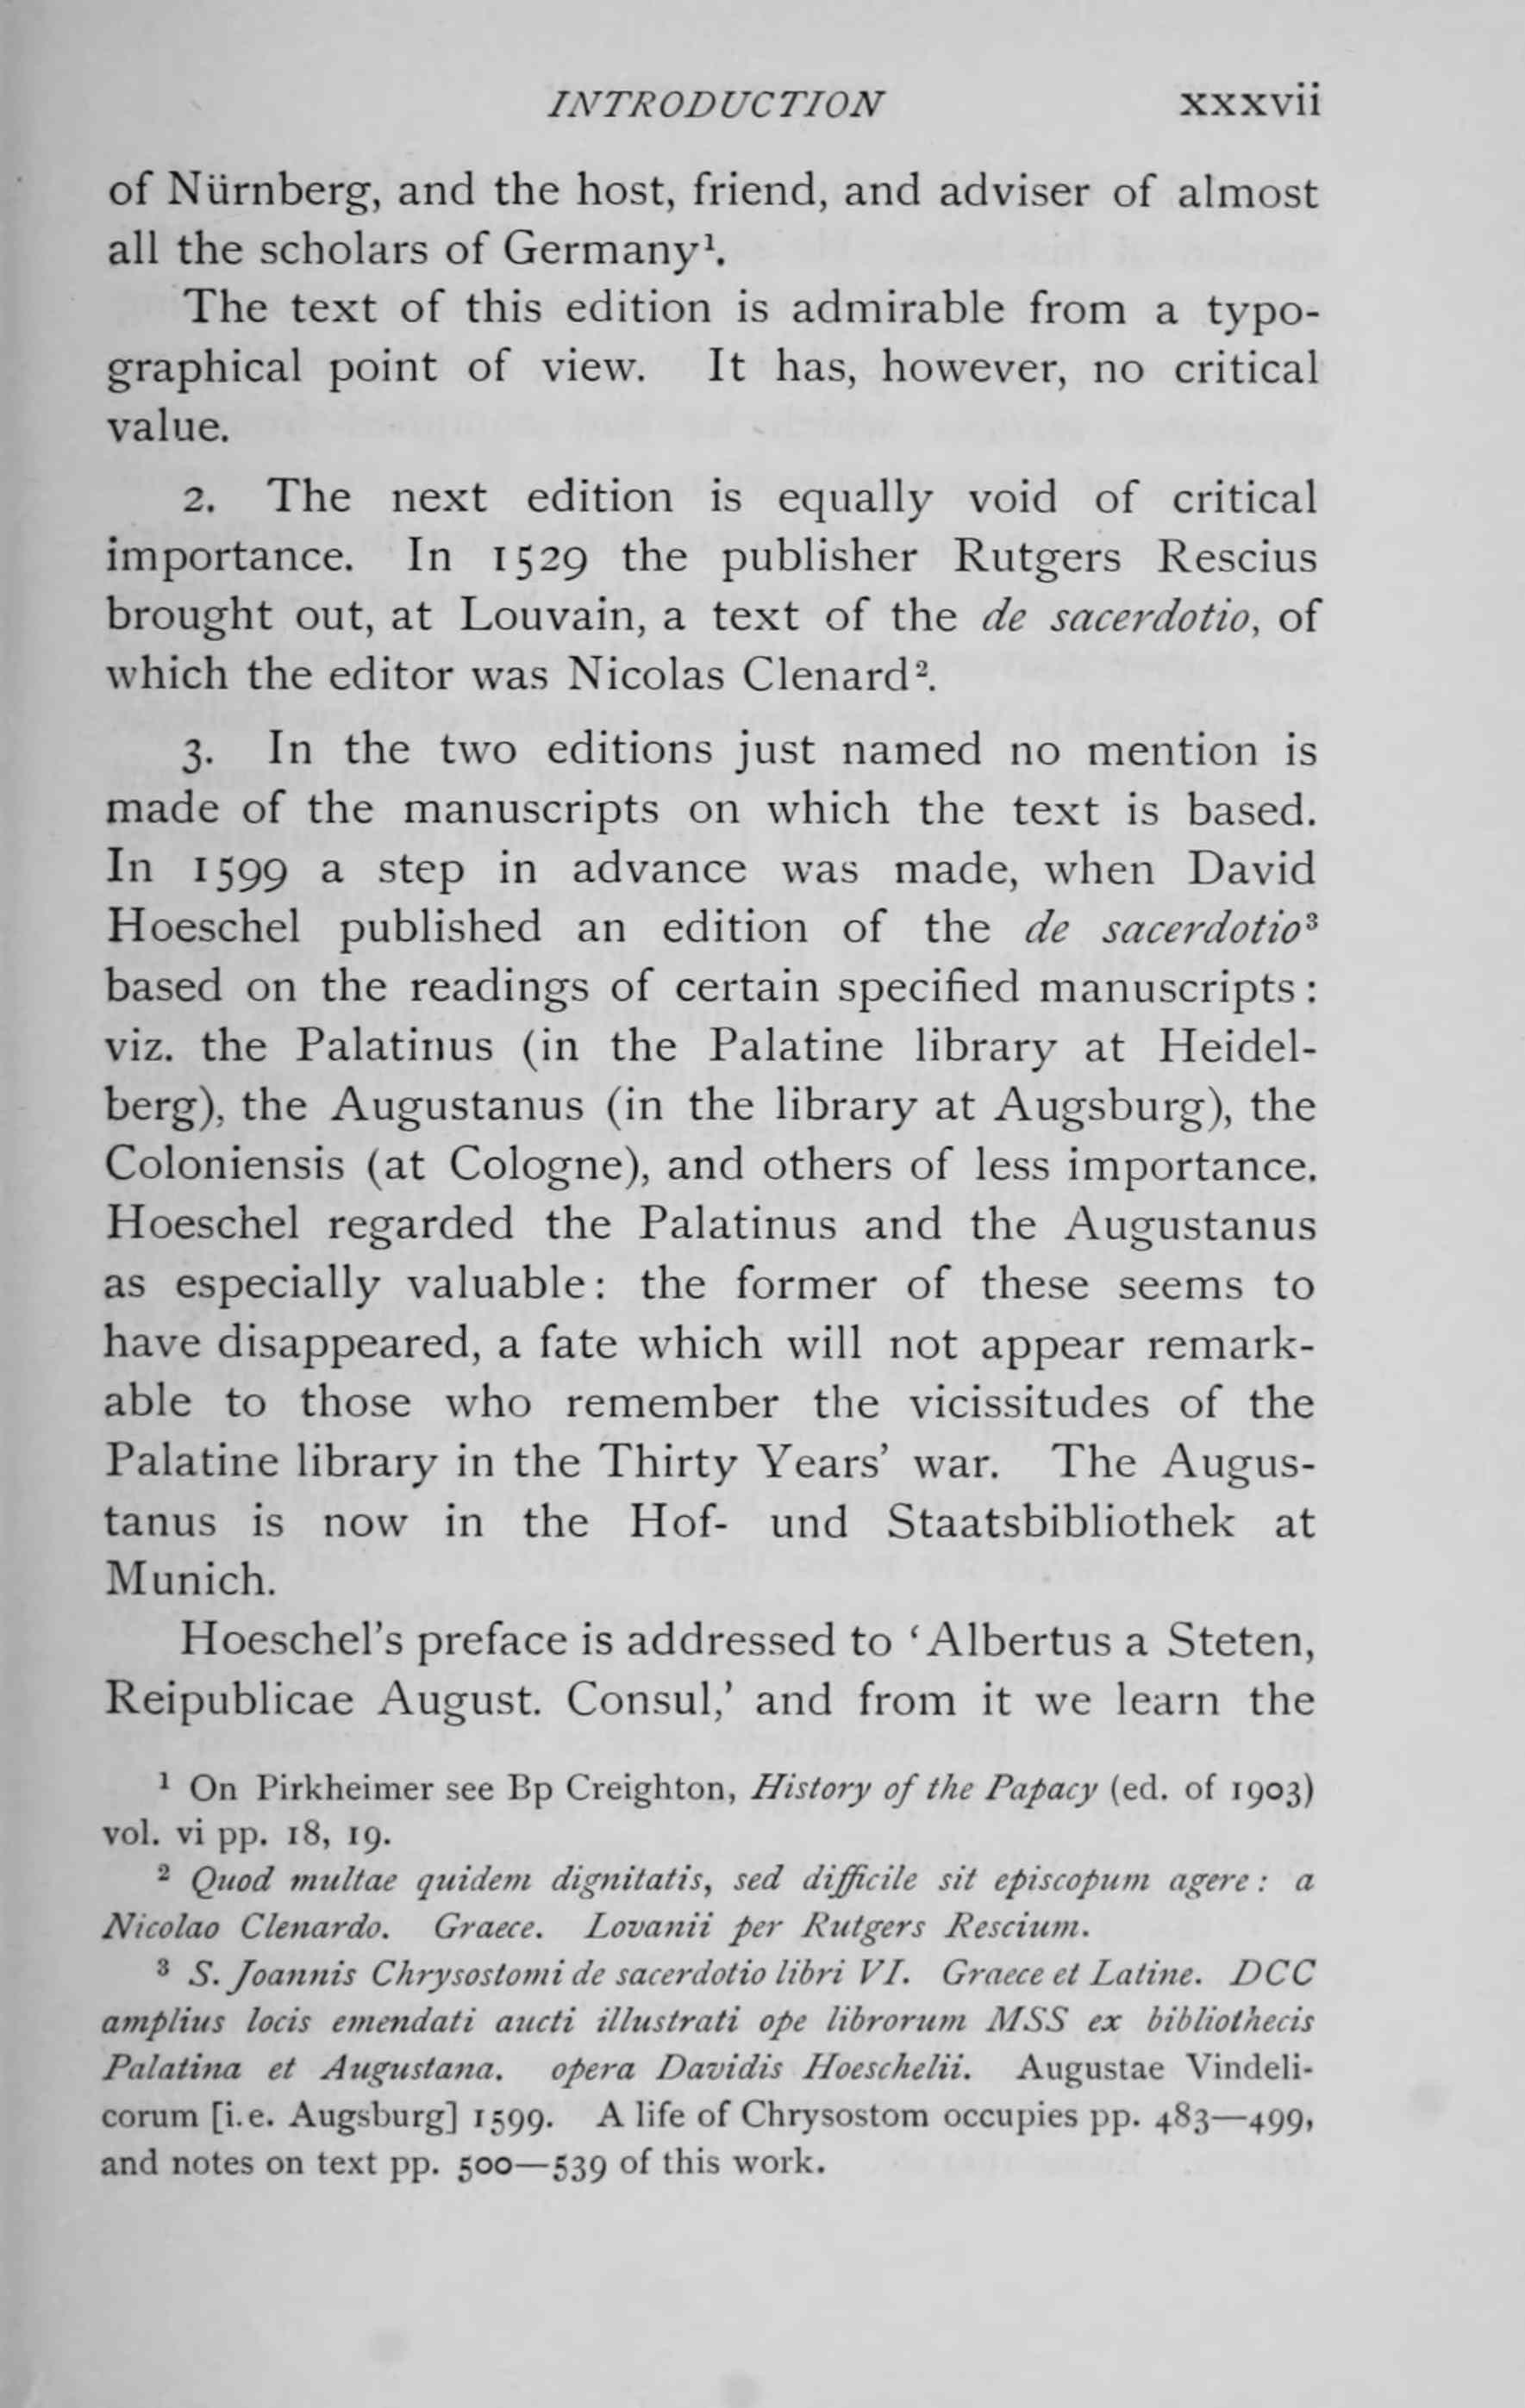 INTRODUCTION xxxvii
of Nürnberg, and the host, friend, and adviser of almost
all the scholars of Germany¹.
The text of this edition is admirable from a typo-
graphical point of view. It has, however, no critical
value.
2. The next edition is equally void of critical
importance. In 1529 the publisher Rutgers Rescius
brought out, at Louvain, a text of the de sacerdotio, of
which the editor was Nicolas Clenard².
3. In the two editions just named no mention is
made of the manuscripts on which the text is based.
In 1599 a step in advance was made, when David
Hoeschel published an edition of the de sacerdotio³
based on the readings of certain specified manuscripts:
viz. the Palatinus (in the Palatine library at Heidel-
berg), the Augustanus (in the library at Augsburg), the
Coloniensis (at Cologne), and others of less importance.
Hoeschel regarded the Palatinus and the Augustanus
as especially valuable: the former of these seems to
have disappeared, a fate which will not appear remark-
able to those who remember the vicissitudes of the
Palatine library in the Thirty Years' war. The Augus-
tanus is now in the Hof- und Staatsbibliothek at
Munich.
Hoeschel's preface is addressed to 'Albertus a Steten,
Reipublicae August. Consul,' and from it we learn the
¹ On Pirkheimer see Bp Creighton, History of the Papacy (ed. of 1903)
vol. vi pp. 18, 19.
² Quod multae quidem dignitatis, sed difficile sit episcopum agere: a
Nicolao Clenardo. Graece. Lovanii per Rutgers Rescium.
³ S. Joannis Chrysostomi de sacerdotio libri VI. Graece et Latine. DCC
amplius locis emendati aucti illustrati ope librorum MSS ex bibliothecis
Palatina et Augustana. opera Davidis Hoeschelii. Augustae Vindeli-
corum [i.e. Augsburg] 1599. A life of Chrysostom occupies pp. 483—499,
and notes on text pp. 500—539 of this work.